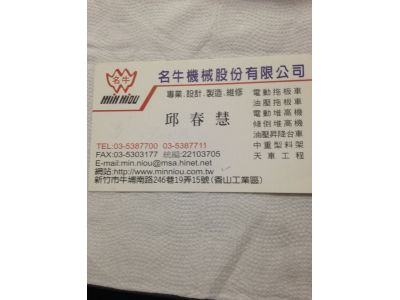 名牛
MIN NIOU
名牛機械股份有限公司
專業.設計.製造.維修
邱春慧
電動拖板車
油壓拖板車
電動堆高機
傾倒堆高機
油壓昇降台車
中重型料架
天車工程
TEL:03-5387700 03-5387711
FAX:03-5303177 統編:22103705
E-mail:min.niou@msa.hinet.net
網站:http://www.minniou.com.tw
新竹市牛埔南路246巷19弄15號(香山工業區)